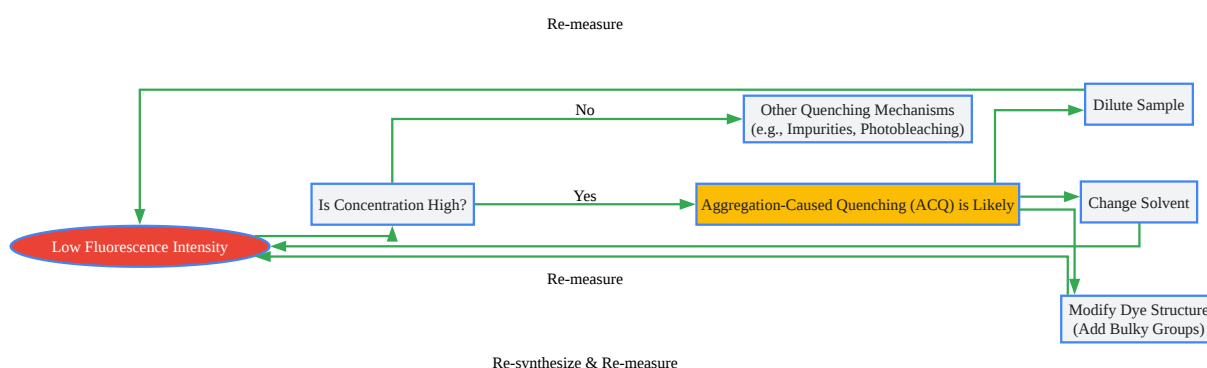 Re-measure
Dilute Sample
No
Other Quenching Mechanisms
(e.g., Impurities, Photobleaching)
Is Concentration High?
Yes
Aggregation-Caused Quenching (ACQ) is Likely
Change Solvent
Low Fluorescence Intensity
Re-measure
Modify Dye Structure
(Add Bulky Groups)
Re-synthesize & Re-measure